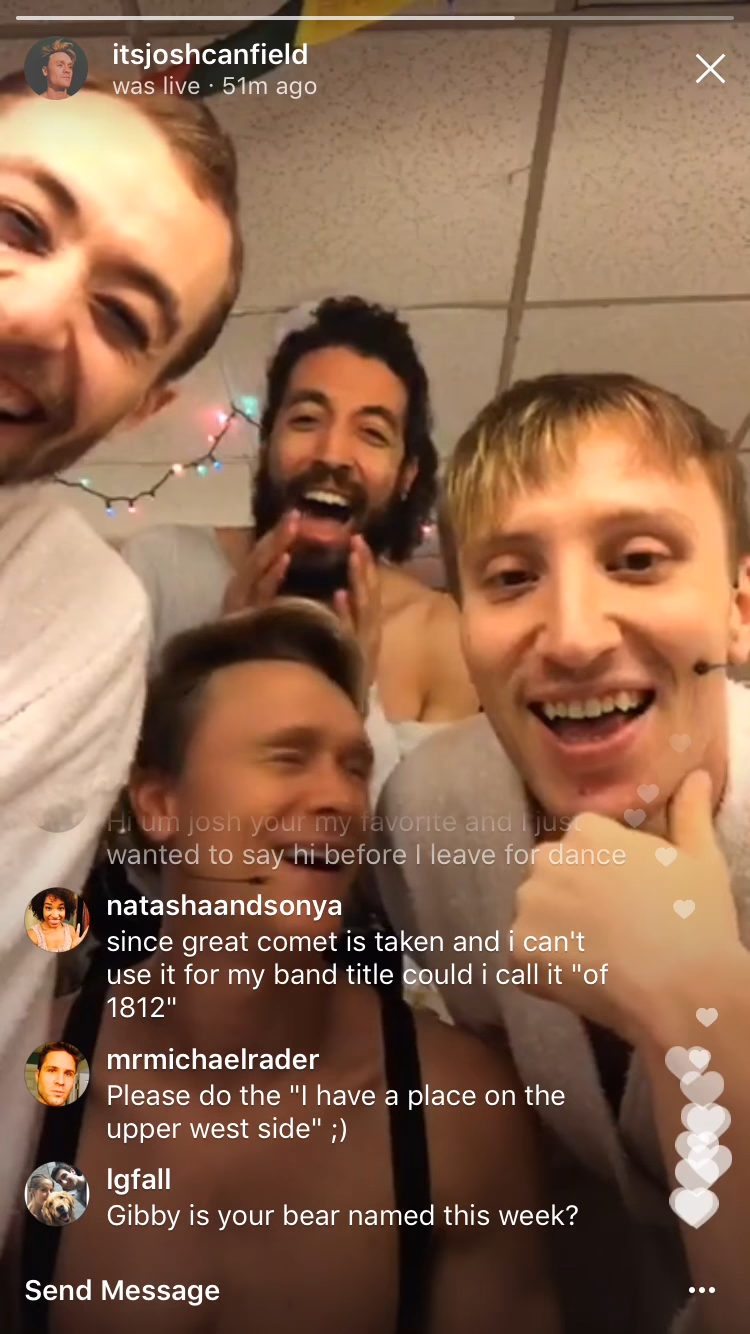 itsjoshcanfield
was live · 51m ago
Hi um josh your my favorite and I just
wanted to say hi before I leave for dance
natashaandsonya
since great comet is taken and i can't
use it for my band title could i call it "of
1812"
mrmichaelrader
Please do the "I have a place on the
upper west side" ;)
lgfall
Gibby is your bear named this week?
Send Message